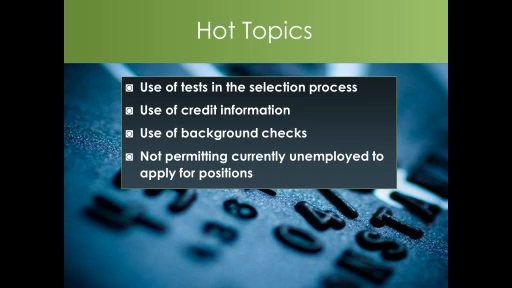 Hot Topics
Use of tests in the selection process
Use of credit information
Use of background checks
Not permitting currently unemployed to
apply for positions
04/